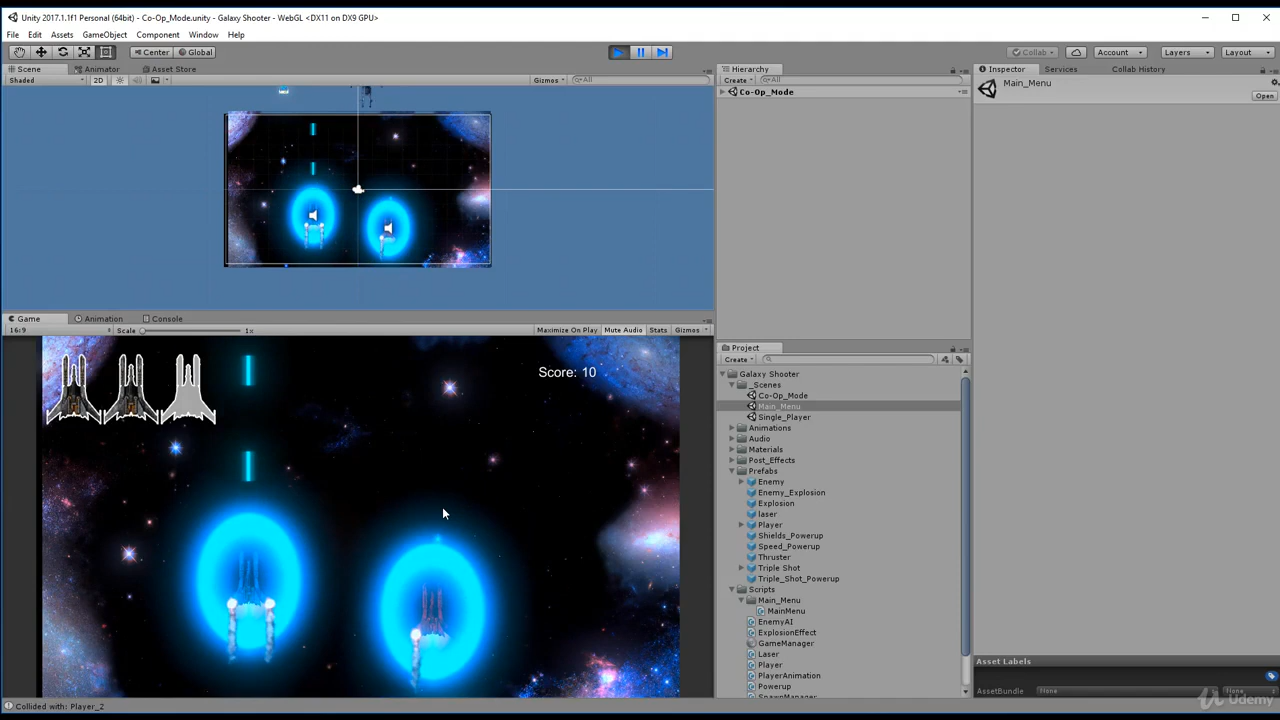 Unity 2017.1.1f1 Personal (64bit) - Co-Op_Mode.unity - Galaxy Shooter - WebGL <DX11 on DX9 GPU>
File Edit Assets GameObject Component Window Help
Center Global Collab Account Layers Layout
Scene Animator Asset Store
Shaded 2D Gizmos All
Game Animation Console
16:9 Scale 1x Maximize On Play Mute Audio Stats Gizmos
Score: 10
Hierarchy
Create All
Co-Op_Mode
Project
Create
Galaxy Shooter
_Scenes
Co-Op_Mode
Main_Menu
Single_Player
Animations
Audio
Materials
Post_Effects
Prefabs
Enemy
Enemy_Explosion
Explosion
laser
Player
Shields_Powerup
Speed_Powerup
Thruster
Triple Shot
Triple_Shot_Powerup
Scripts
Main_Menu
MainMenu
EnemyAI
ExplosionEffect
GameManager
Laser
Player
PlayerAnimation
Powerup
SpawnManager
Inspector Services Collab History
Main_Menu
Open
Asset Labels
AssetBundle None None
Collided with: Player_2
Udemy